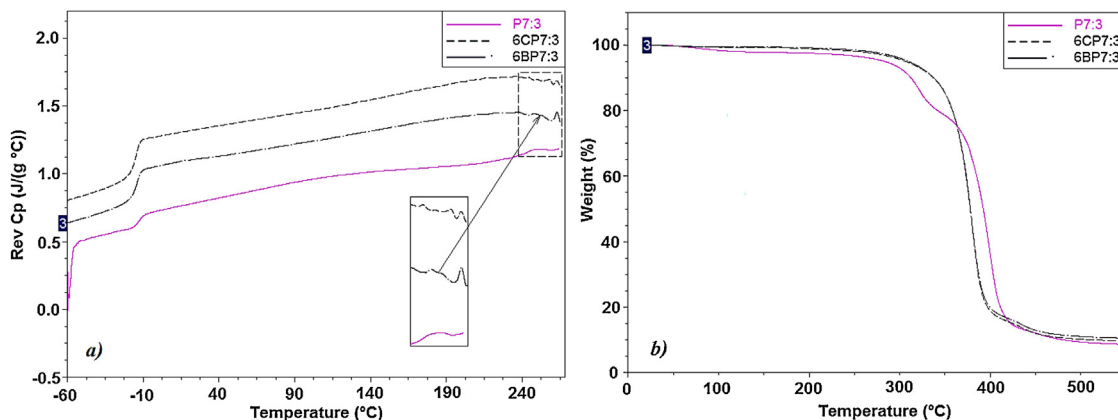 P7:3
6CP7:3
6BP7:3
2.0
1.5
1.0
0.5
0.0
-0.5
Rev Cp (J/(g °C))
3
a)
-60
-10
40
90
140
190
240
Temperature (ºC)
P7:3
6CP7:3
6BP7:3
100
80
60
40
20
0
Weight (%)
3
b)
0
100
200
300
400
500
Temperature (ºC)